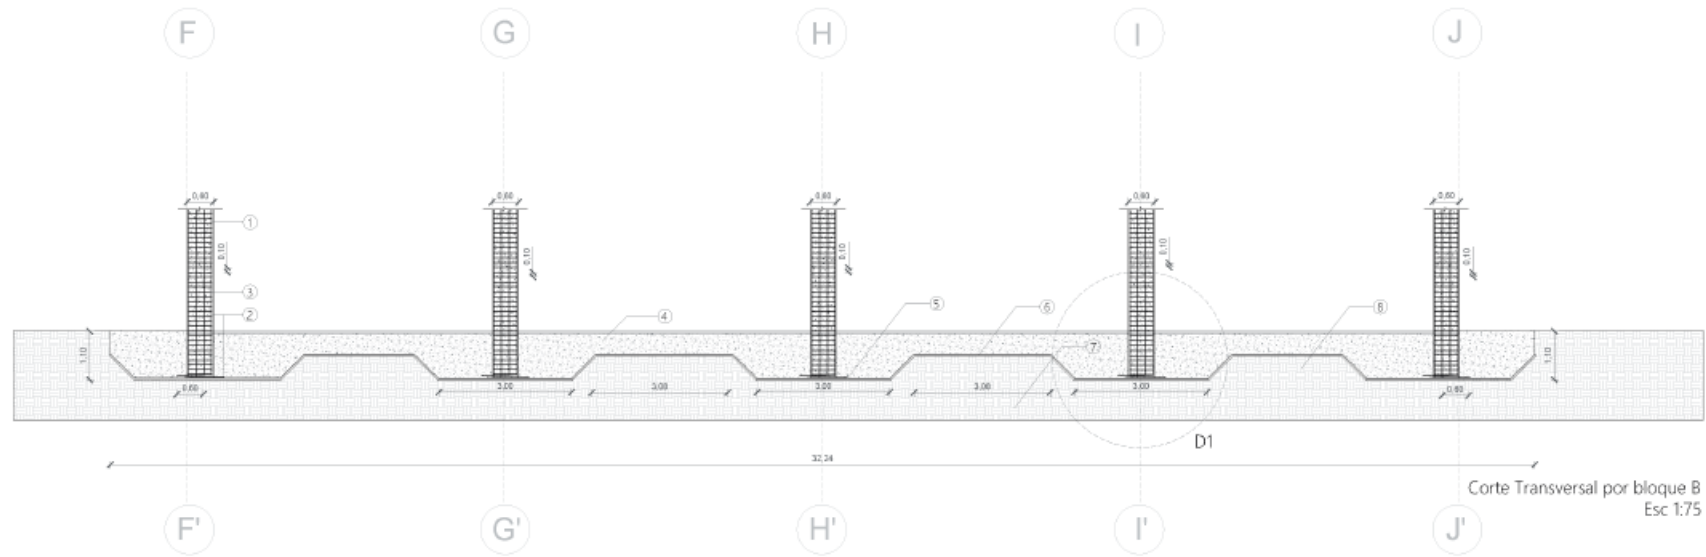 F G H I J
0,60 0,60 0,60 0,60 0,60
1
0,10 0,10 0,10 0,10 0,10
3
2
5 6 8
4
7
1,10 1,10
0,60 3,00 3,00 3,00 3,00 3,00 0,60
D1
32,24
Corte Transversal por bloque B
Esc 1:75
F' G' H' I' J'